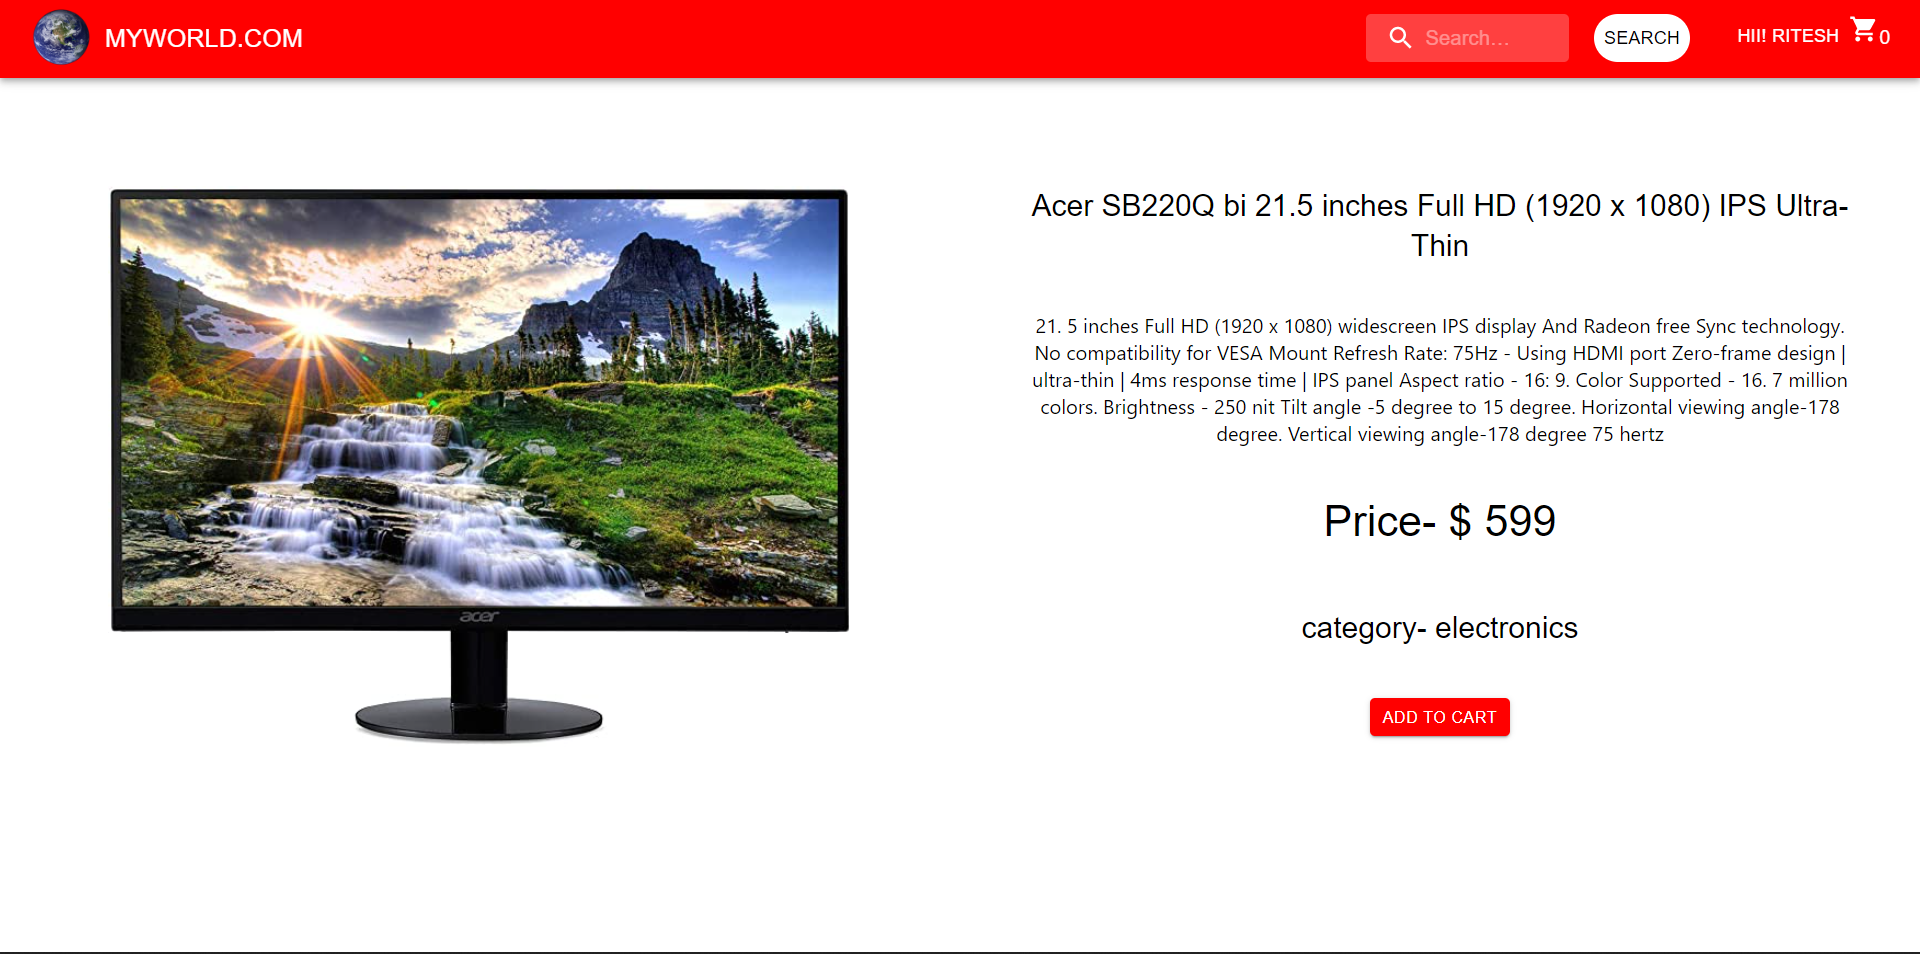 MYWORLD.COM
Search...
SEARCH
HII! RITESH
0
Acer SB220Q bi 21.5 inches Full HD (1920 x 1080) IPS Ultra-
Thin
21. 5 inches Full HD (1920 x 1080) widescreen IPS display And Radeon free Sync technology.
No compatibility for VESA Mount Refresh Rate: 75Hz - Using HDMI port Zero-frame design |
ultra-thin | 4ms response time | IPS panel Aspect ratio - 16: 9. Color Supported - 16. 7 million
colors. Brightness - 250 nit Tilt angle -5 degree to 15 degree. Horizontal viewing angle-178
degree. Vertical viewing angle-178 degree 75 hertz
Price- $ 599
category- electronics
ADD TO CART
acer